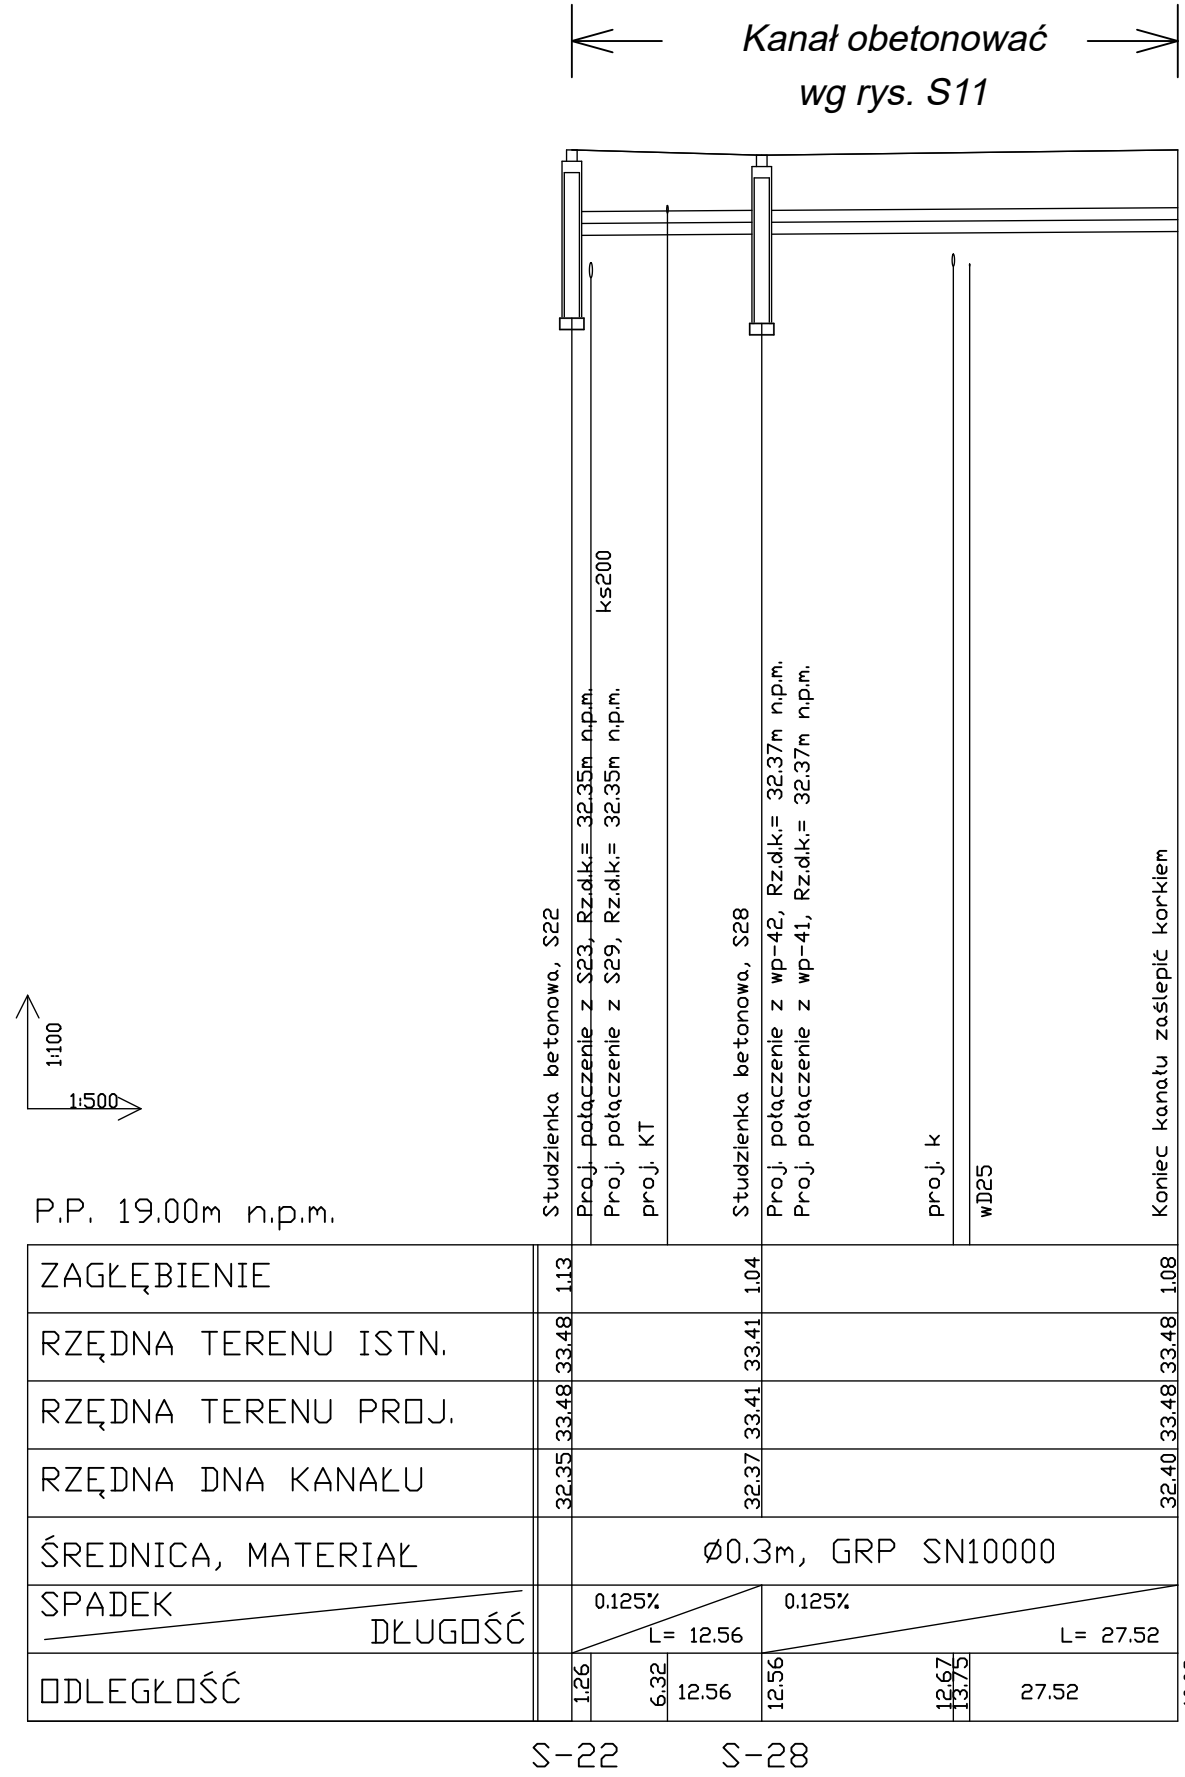 Kanał obetonować
wg rys. S11
ks200
Studzienka betonowa, S22
Proj. połączenie z S23, Rz.d.k.= 32.35m n.p.m.
Proj. połączenie z S29, Rz.d.k.= 32.35m n.p.m.
proj. KT
Studzienka betonowa, S28
Proj. połączenie z wp-42, Rz.d.k.= 32.37m n.p.m.
Proj. połączenie z wp-41, Rz.d.k.= 32.37m n.p.m.
proj. k
wD25
Koniec kanału zaślepić korkiem
1:100
1:500
P.P. 19.00m n.p.m.
ZAGŁĘBIENIE 1.13 1.04 1.08
RZĘDNA TERENU ISTN. 33.48 33.41 33.48
RZĘDNA TERENU PROJ. 33.48 33.41 33.48
RZĘDNA DNA KANAŁU 32.35 32.37 32.40
ŚREDNICA, MATERIAŁ Ø0.3m, GRP SN10000
SPADEK 0.125% 0.125%
DŁUGOŚĆ L= 12.56 L= 27.52
ODLEGŁOŚĆ 1.26 6.32 12.56 12.56 12.67 13.75 27.52
S-22 S-28